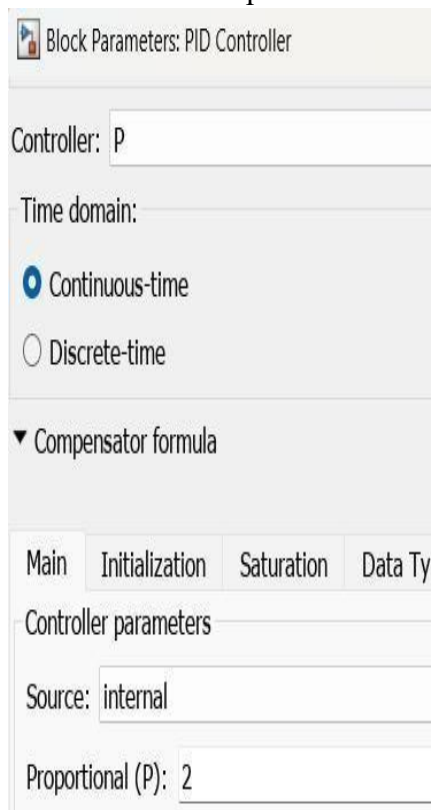 Block Parameters: PID Controller
Controller: P
Time domain:
Continuous-time
Discrete-time
Compensator formula
Main Initialization Saturation Data Ty
Controller parameters
Source: internal
Proportional (P): 2